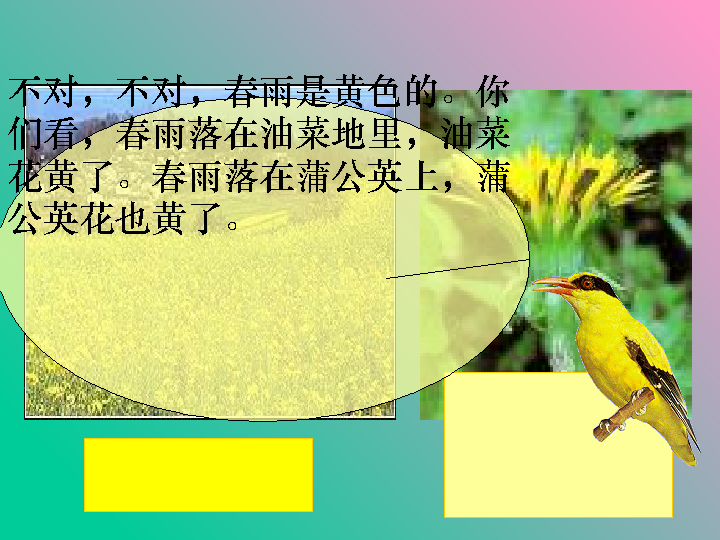 不对，不对，春雨是黄色的。你
们看，春雨落在油菜地里，油菜
花黄了。春雨落在蒲公英上，蒲
公英花也黄了。